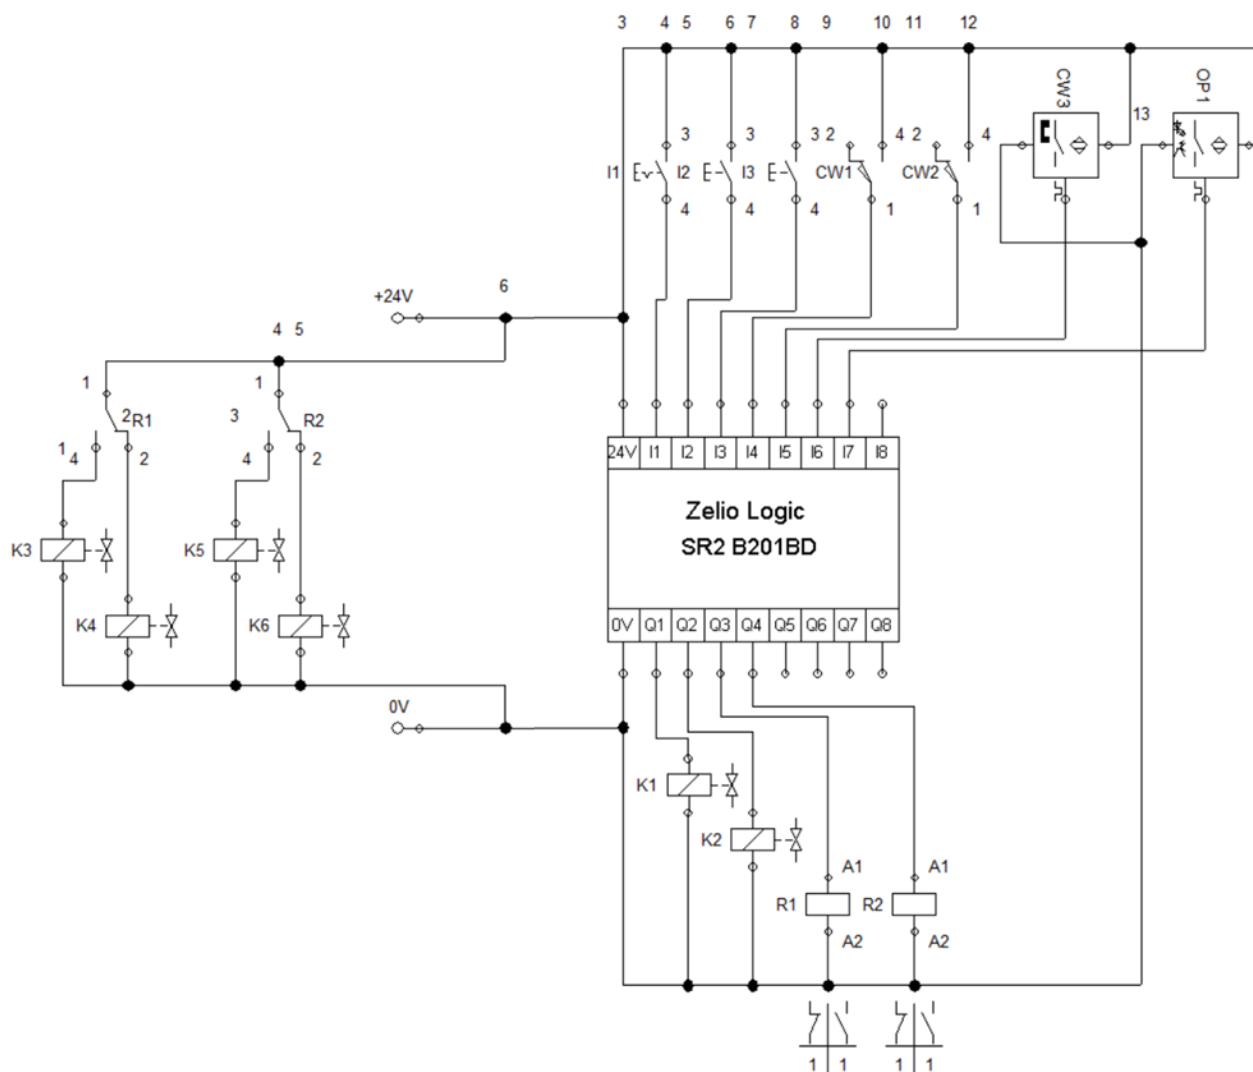 3 4 5 6 7 8 9 10 11 12
CW3
OP1
13
3 3 3 2 4 2 4
I1 I2 I3 CW1 CW2
4 4 4 1 1
6
+24V
4 5
1 1
2 R1 3 R2
1 4 2 4 2
24V I1 I2 I3 I4 I5 I6 I7 I8
Zelio Logic
SR2 B201BD
K3 K5
K4 K6
0V Q1 Q2 Q3 Q4 Q5 Q6 Q7 Q8
0V
K1
K2
A1 A1
R1 R2
A2 A2
1 1 1 1